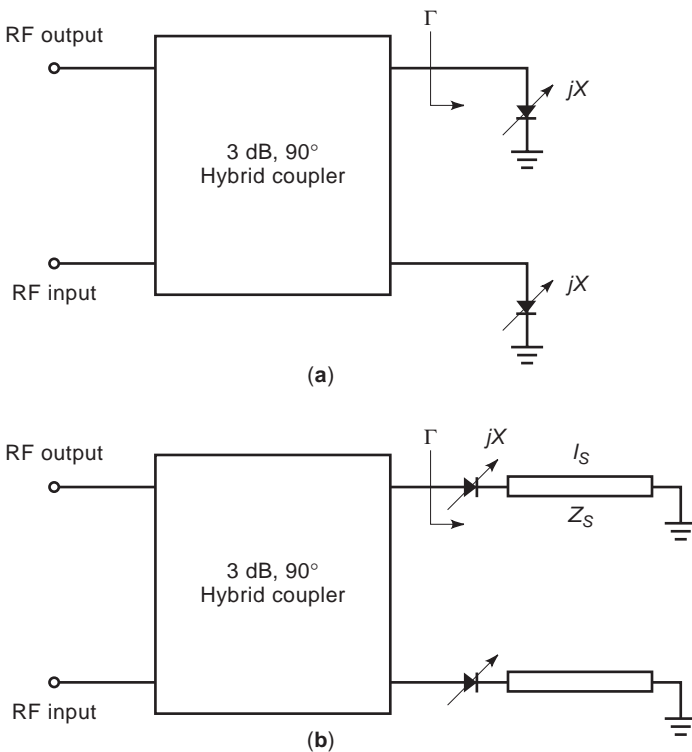 RF output
Γ
jX
3 dB, 90°
Hybrid coupler
RF input
jX
(a)
RF output
Γ
jX
l_S
Z_S
3 dB, 90°
Hybrid coupler
RF input
(b)